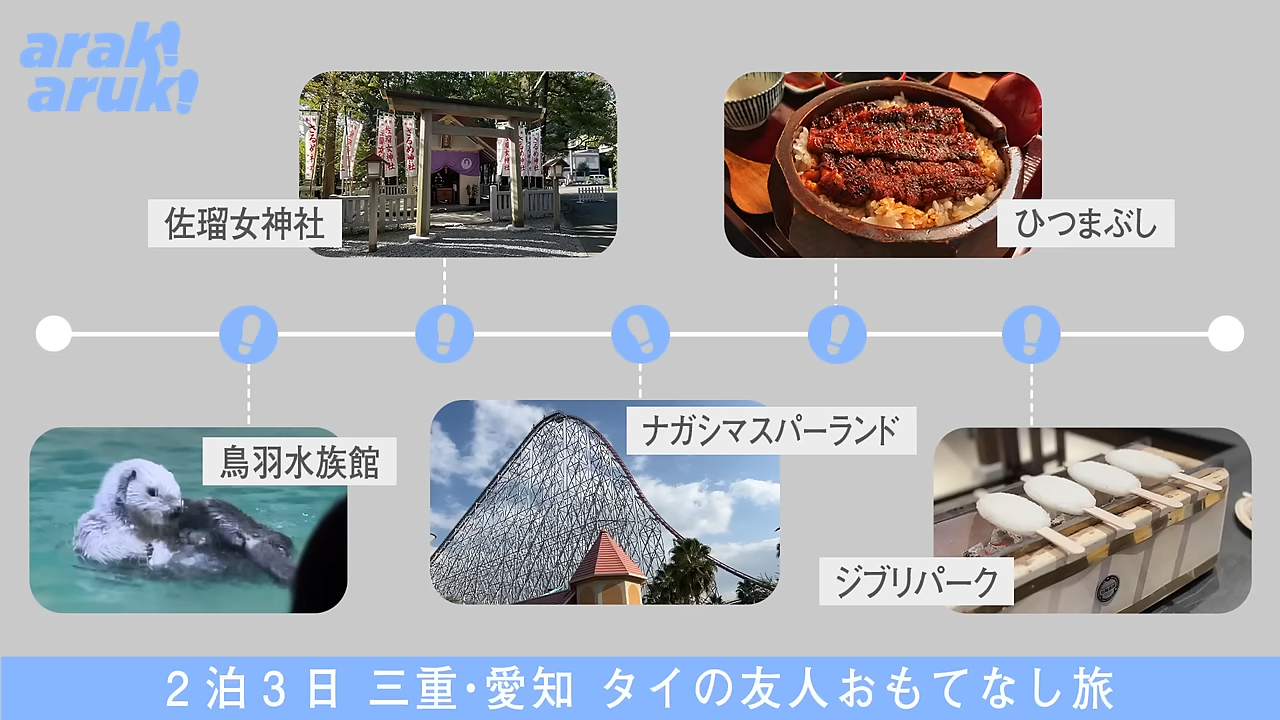 arak!
aruk!
佐瑠女神社
ひつまぶし
鳥羽水族館
ナガシマスパーランド
ジブリパーク
2泊3日 三重・愛知 タイの友人おもてなし旅